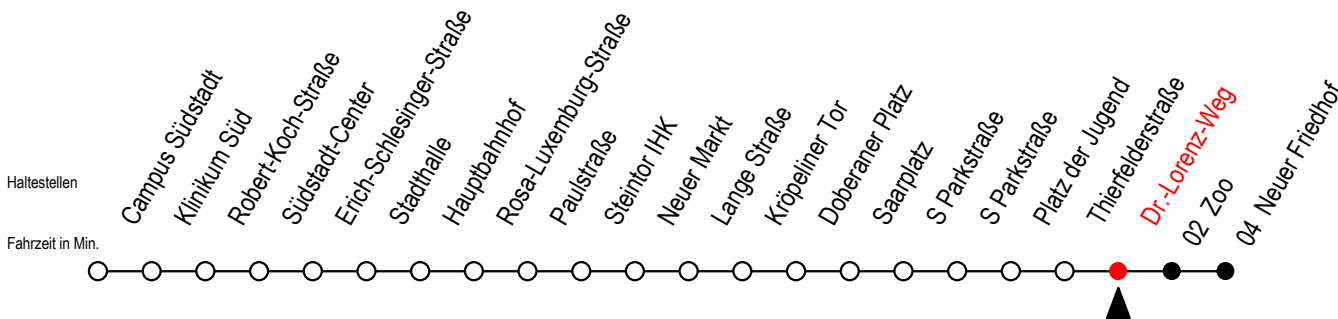 Haltestellen
Campus Südstadt
Klinikum Süd
Robert-Koch-Straße
Südstadt-Center
Erich-Schlesinger-Straße
Stadthalle
Hauptbahnhof
Rosa-Luxemburg-Straße
Paulstraße
Steintor IHK
Neuer Markt
Lange Straße
Kröpeliner Tor
Doberaner Platz
Saarplatz
S Parkstraße
S Parkstraße
Platz der Jugend
Thierfelderstraße
Dr.-Lorenz-Weg
02 Zoo
04 Neuer Friedhof
Fahrzeit in Min.